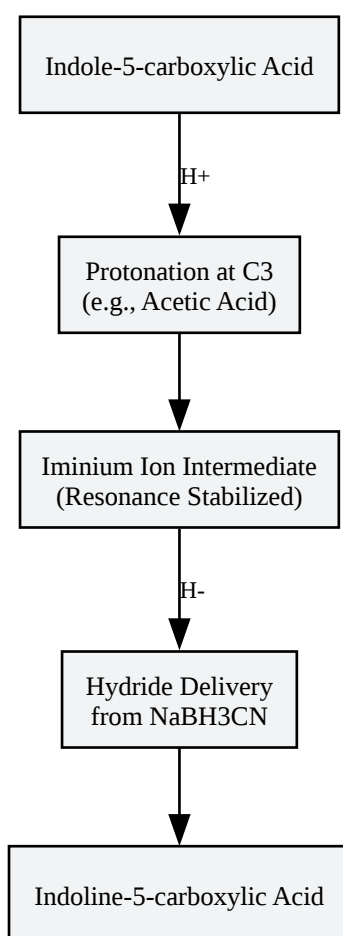 Indole-5-carboxylic Acid
H+
Protonation at C3
(e.g., Acetic Acid)
Iminium Ion Intermediate
(Resonance Stabilized)
H-
Hydride Delivery
from NaBH3CN
Indoline-5-carboxylic Acid